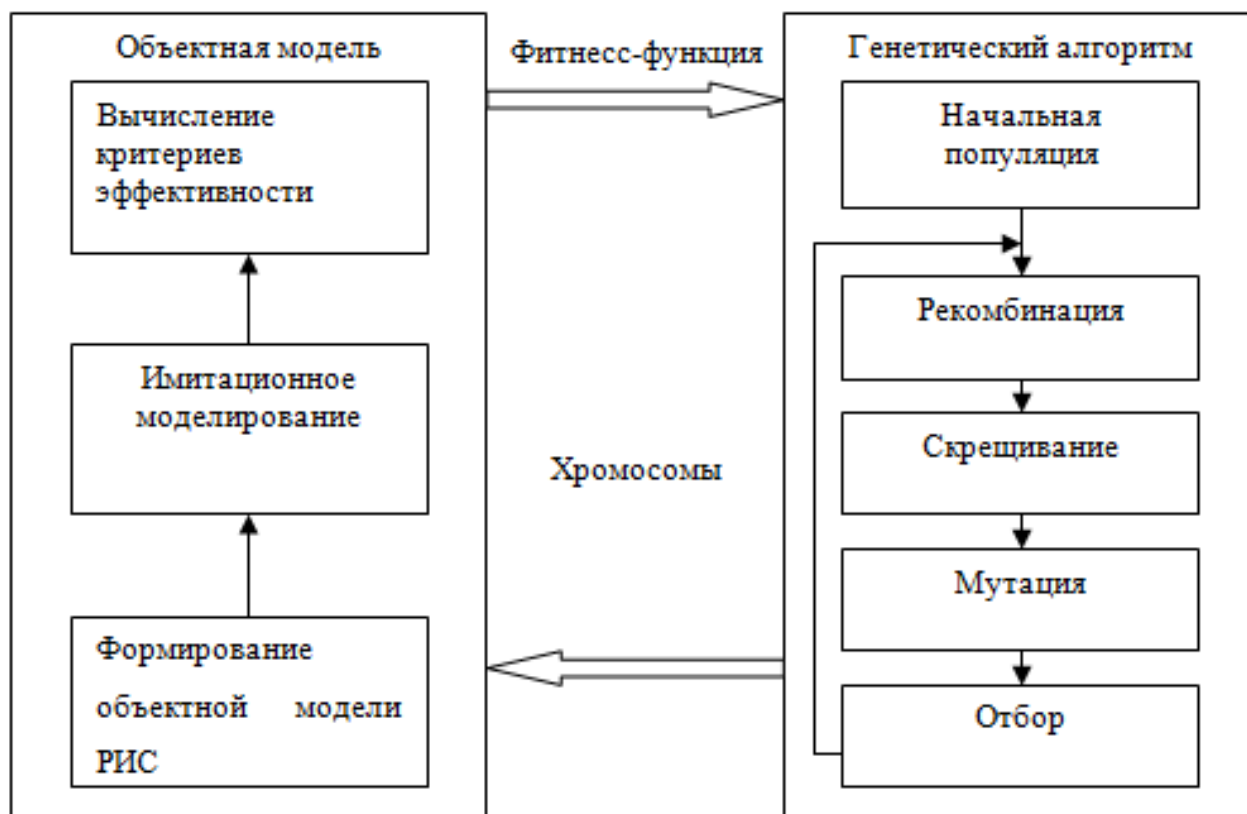 Объектная модель
Вычисление
критериев
эффективности
Имитационное
моделирование
Формирование
объектной модели
РИС
Фитнесс-функция
Хромосомы
Генетический алгоритм
Начальная
популяция
Рекомбинация
Скрещивание
Мутация
Отбор